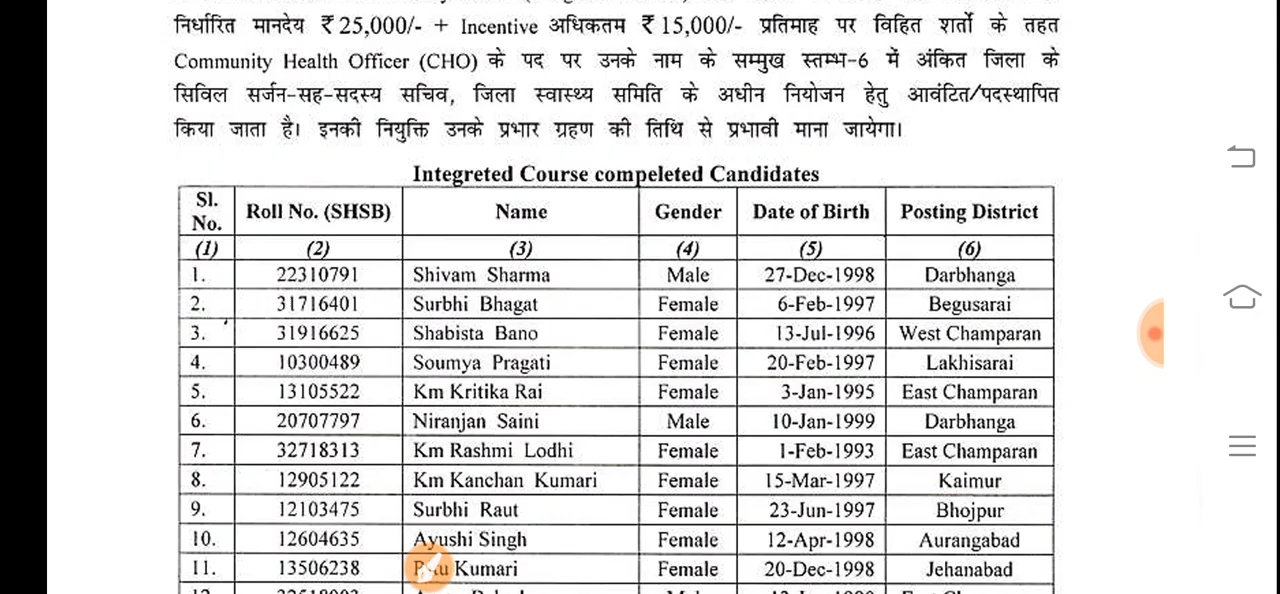 निर्धारित मानदेय ₹ 25,000/- + Incentive अधिकतम ₹ 15,000/- प्रतिमाह पर विहित शर्तो के तहत
Community Health Officer (CHO) के पद पर उनके नाम के सम्मुख स्तम्भ-6 में अंकित जिला के
सिविल सर्जन-सह-सदस्य सचिव, जिला स्वास्थ्य समिति के अधीन नियोजन हेतु आवंटित/पदस्थापित
किया जाता है। इनकी नियुक्ति उनके प्रभार ग्रहण की तिथि से प्रभावी माना जायेगा।
Integreted Course compeleted Candidates
Sl. No. Roll No. (SHSB) Name Gender Date of Birth Posting District
(1) (2) (3) (4) (5) (6)
1. 22310791 Shivam Sharma Male 27-Dec-1998 Darbhanga
2. 31716401 Surbhi Bhagat Female 6-Feb-1997 Begusarai
3. 31916625 Shabista Bano Female 13-Jul-1996 West Champaran
4. 10300489 Soumya Pragati Female 20-Feb-1997 Lakhisarai
5. 13105522 Km Kritika Rai Female 3-Jan-1995 East Champaran
6. 20707797 Niranjan Saini Male 10-Jan-1999 Darbhanga
7. 32718313 Km Rashmi Lodhi Female 1-Feb-1993 East Champaran
8. 12905122 Km Kanchan Kumari Female 15-Mar-1997 Kaimur
9. 12103475 Surbhi Raut Female 23-Jun-1997 Bhojpur
10. 12604635 Ayushi Singh Female 12-Apr-1998 Aurangabad
11. 13506238 Kumari Female 20-Dec-1998 Jehanabad